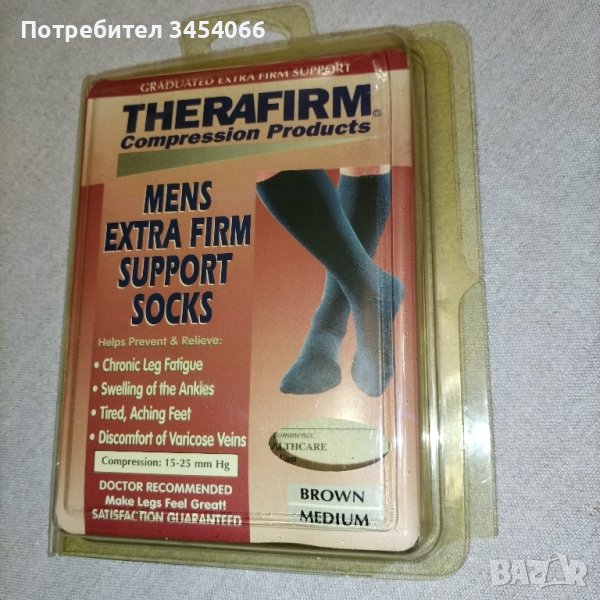 Потребител 3454066
GRADUATED EXTRA FIRM SUPPORT
THERAFIRM®
Compression Products
MENS
EXTRA FIRM
SUPPORT
SOCKS
Helps Prevent & Relieve:
• Chronic Leg Fatigue
• Swelling of the Ankles
• Tired, Aching Feet
• Discomfort of Varicose Veins
Compression: 15-25 mm Hg
DOCTOR RECOMMENDED
Make Legs Feel Great!
SATISFACTION GUARANTEED
BROWN
MEDIUM
BAZAR